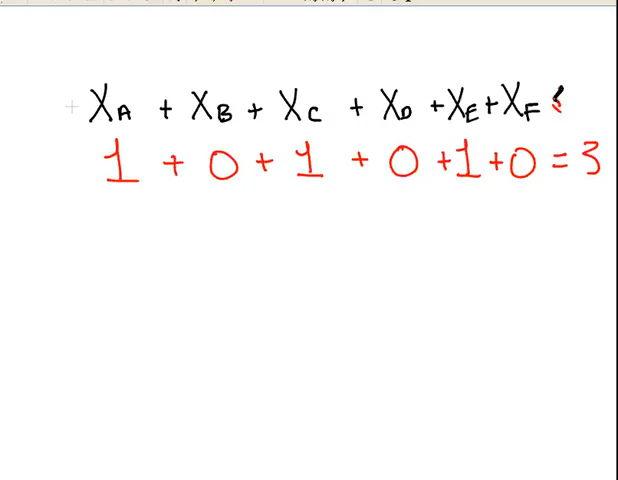 XA + XB + XC + XD + XE + XF
1 + 0 + 1 + 0 + 1 + 0 = 3